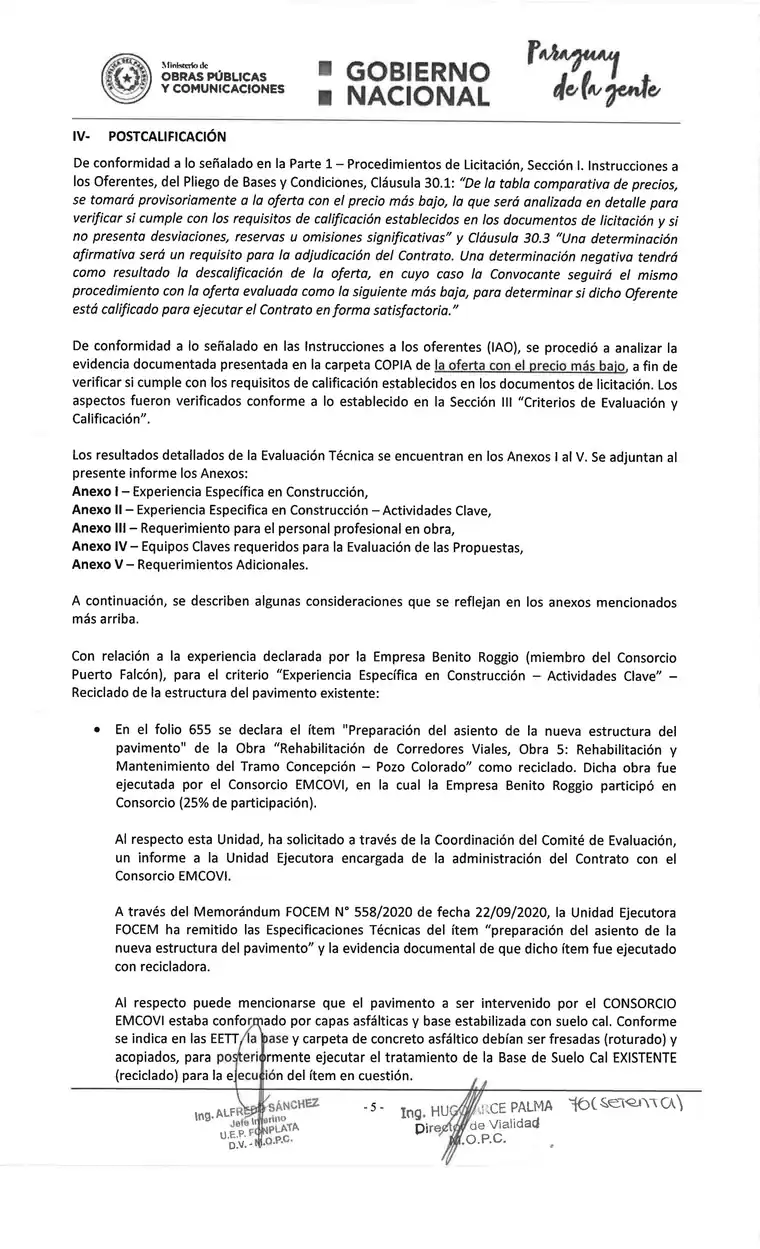 Ministerio de
OBRAS PÚBLICAS
Y COMUNICACIONES
GOBIERNO
NACIONAL
Paraguay
de la gente
IV- POSTCALIFICACIÓN
De conformidad a lo señalado en la Parte 1 – Procedimientos de Licitación, Sección I. Instrucciones a
los Oferentes, del Pliego de Bases y Condiciones, Cláusula 30.1: "De la tabla comparativa de precios,
se tomará provisoriamente a la oferta con el precio más bajo, la que será analizada en detalle para
verificar si cumple con los requisitos de calificación establecidos en los documentos de licitación y si
no presenta desviaciones, reservas u omisiones significativas" y Cláusula 30.3 "Una determinación
afirmativa será un requisito para la adjudicación del Contrato. Una determinación negativa tendrá
como resultado la descalificación de la oferta, en cuyo caso la Convocante seguirá el mismo
procedimiento con la oferta evaluada como la siguiente más baja, para determinar si dicho Oferente
está calificado para ejecutar el Contrato en forma satisfactoria."
De conformidad a lo señalado en las Instrucciones a los oferentes (IAO), se procedió a analizar la
evidencia documentada presentada en la carpeta COPIA de la oferta con el precio más bajo, a fin de
verificar si cumple con los requisitos de calificación establecidos en los documentos de licitación. Los
aspectos fueron verificados conforme a lo establecido en la Sección III "Criterios de Evaluación y
Calificación".
Los resultados detallados de la Evaluación Técnica se encuentran en los Anexos I al V. Se adjuntan al
presente informe los Anexos:
Anexo I – Experiencia Específica en Construcción,
Anexo II – Experiencia Especifica en Construcción – Actividades Clave,
Anexo III – Requerimiento para el personal profesional en obra,
Anexo IV – Equipos Claves requeridos para la Evaluación de las Propuestas,
Anexo V – Requerimientos Adicionales.
A continuación, se describen algunas consideraciones que se reflejan en los anexos mencionados
más arriba.
Con relación a la experiencia declarada por la Empresa Benito Roggio (miembro del Consorcio
Puerto Falcón), para el criterio "Experiencia Específica en Construcción – Actividades Clave" –
Reciclado de la estructura del pavimento existente:
• En el folio 655 se declara el ítem "Preparación del asiento de la nueva estructura del
pavimento" de la Obra "Rehabilitación de Corredores Viales, Obra 5: Rehabilitación y
Mantenimiento del Tramo Concepción – Pozo Colorado" como reciclado. Dicha obra fue
ejecutada por el Consorcio EMCOVI, en la cual la Empresa Benito Roggio participó en
Consorcio (25% de participación).
Al respecto esta Unidad, ha solicitado a través de la Coordinación del Comité de Evaluación,
un informe a la Unidad Ejecutora encargada de la administración del Contrato con el
Consorcio EMCOVI.
A través del Memorándum FOCEM N° 558/2020 de fecha 22/09/2020, la Unidad Ejecutora
FOCEM ha remitido las Especificaciones Técnicas del ítem "preparación del asiento de la
nueva estructura del pavimento" y la evidencia documental de que dicho ítem fue ejecutado
con recicladora.
Al respecto puede mencionarse que el pavimento a ser intervenido por el CONSORCIO
EMCOVI estaba conformado por capas asfálticas y base estabilizada con suelo cal. Conforme
se indica en las EETT, la base y carpeta de concreto asfáltico debían ser fresadas (roturado) y
acopiados, para posteriormente ejecutar el tratamiento de la Base de Suelo Cal EXISTENTE
(reciclado) para la ejecución del ítem en cuestión.
Ing. ALFREDO SÁNCHEZ
Jefe Interino
U.E.P. FONPLATA
D.V. - M.O.P.C.
- 5 -
Ing. HUGO ARCE PALMA
Director de Vialidad
M.O.P.C.
70 (setenta)